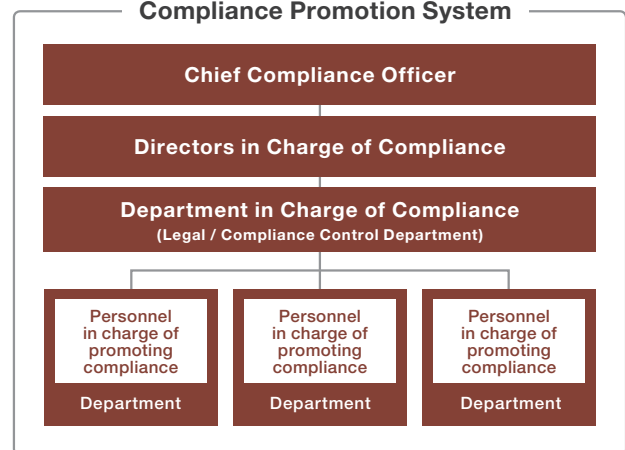 Compliance Promotion System
Chief Compliance Officer
Directors in Charge of Compliance
Department in Charge of Compliance
(Legal / Compliance Control Department)
Personnel
in charge of
promoting
compliance
Department
Personnel
in charge of
promoting
compliance
Department
Personnel
in charge of
promoting
compliance
Department